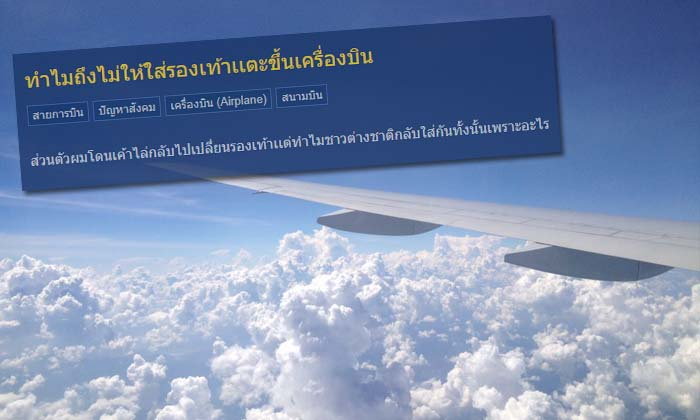 ทำไมถึงไม่ให้ใส่รองเท้าแตะขึ้นเครื่องบิน
สายการบิน ปัญหาสังคม เครื่องบิน (Airplane) สนามบิน
ส่วนตัวผมโดนเค้าไล่กลับไปเปลี่ยนรองเท้าแต่ทำไมชาวต่างชาติกลับใส่กันทั้งนั้นเพราะอะไร